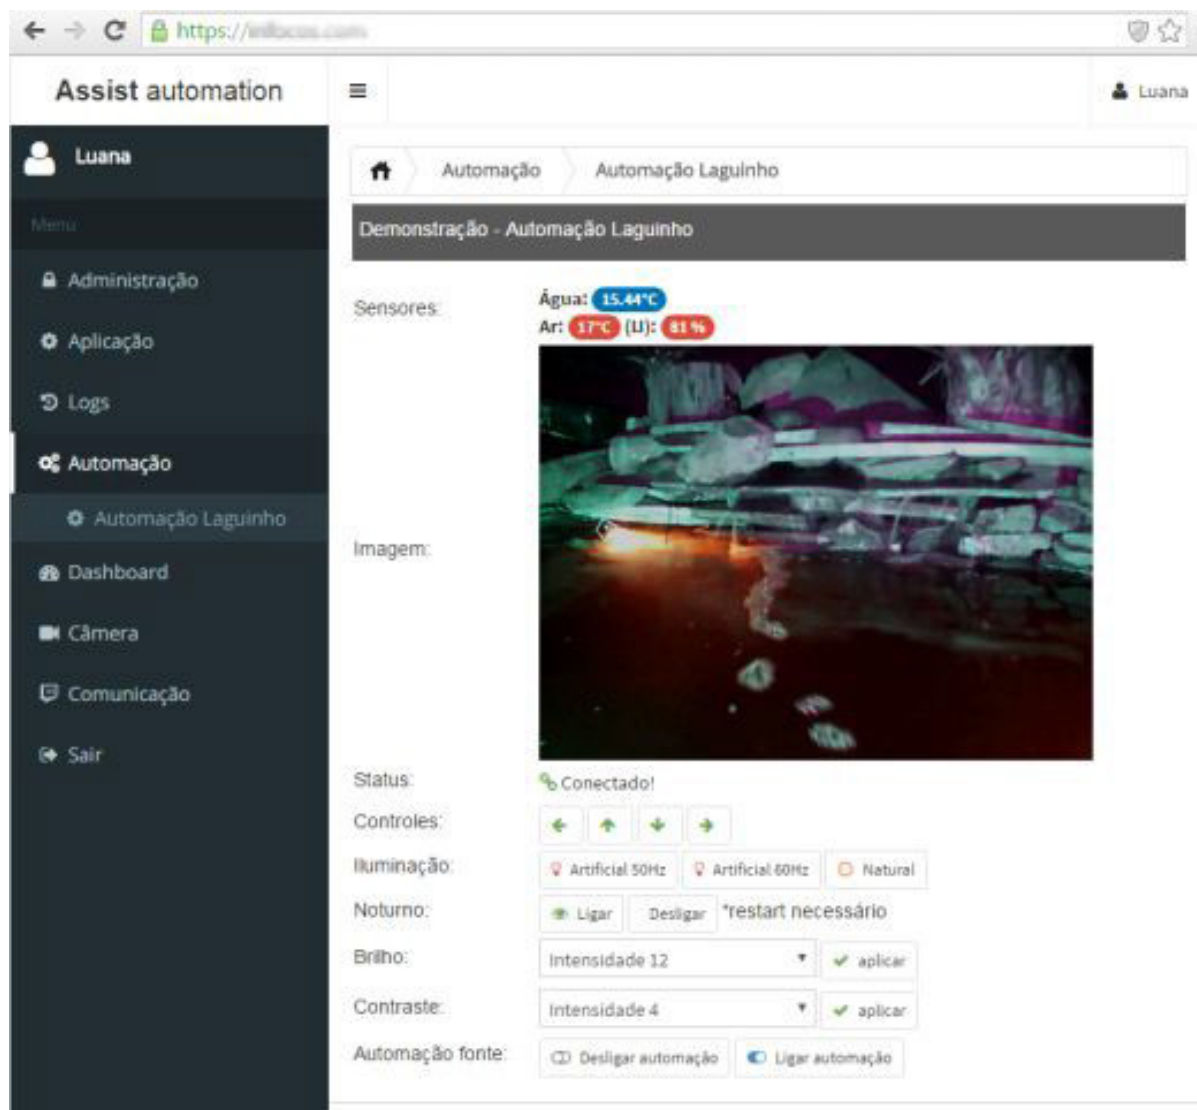 https://
Assist automation
Luana
Luana
Menu
Administração
Aplicação
Logs
Automação
Automação Laguinho
Dashboard
Câmera
Comunicação
Sair
Automação Automação Laguinho
Demonstração - Automação Laguinho
Sensores: Água: 15.44°C
Ar: 17°C (U): 81 %
Imagem:
Status: Conectado!
Controles:
Iluminação: Artificial 50Hz Artificial 60Hz Natural
Noturno: Ligar Desligar *restart necessário
Brilho: Intensidade 12 aplicar
Contraste: Intensidade 4 aplicar
Automação fonte: Desligar automação Ligar automação